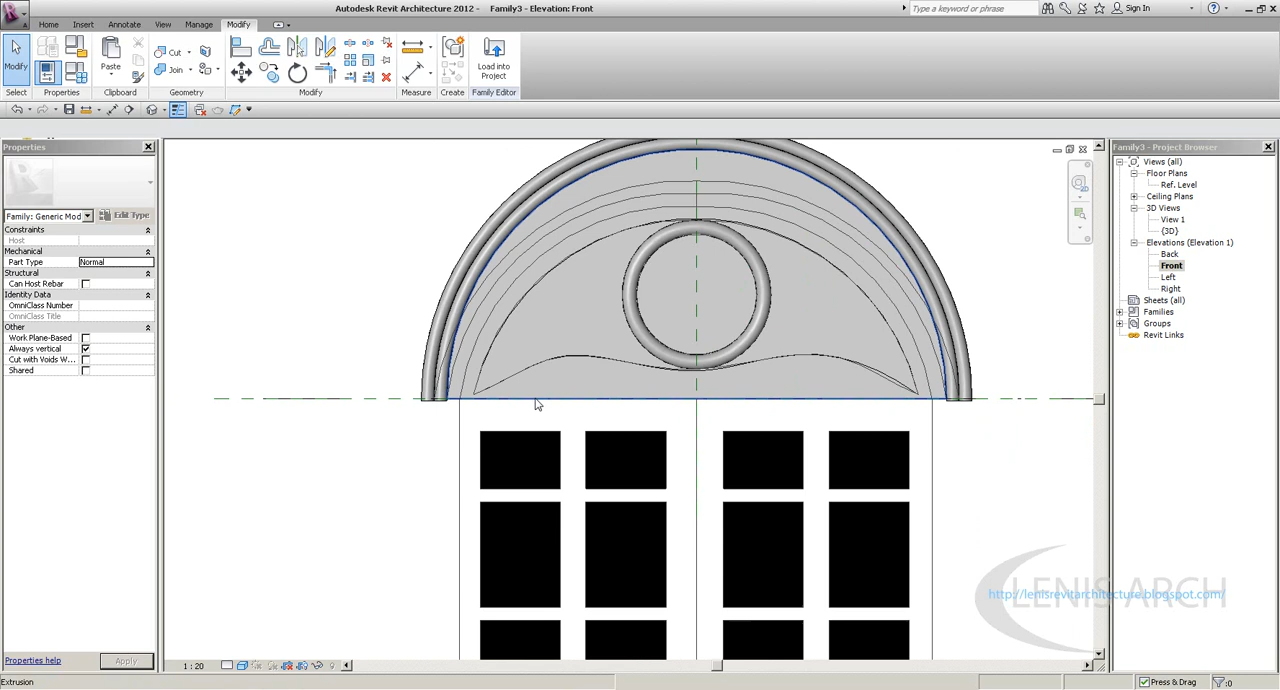 Autodesk Revit Architecture 2012 - Family3 - Elevation: Front
Type a keyword or phrase
Sign In
Home Insert Annotate View Manage Modify
Modify
Paste
Cut
Join
Load into
Project
Select
Properties
Clipboard
Geometry
Modify
Measure
Create
Family Editor
Properties
Family: Generic Mod
Edit Type
Constraints
Host
Mechanical
Part Type Normal
Structural
Can Host Rebar
Identity Data
OmniClass Number
OmniClass Title
Other
Work Plane-Based
Always vertical
Cut with Voids W...
Shared
Properties help
Apply
Family3 - Project Browser
Views (all)
Floor Plans
Ref. Level
Ceiling Plans
3D Views
View 1
{3D}
Elevations (Elevation 1)
Back
Front
Left
Right
Sheets (all)
Families
Groups
Revit Links
LENIS ARCH
http://lenisrevitarchitecture.blogspot.com/
1 : 20
Extrusion
Press & Drag
:0